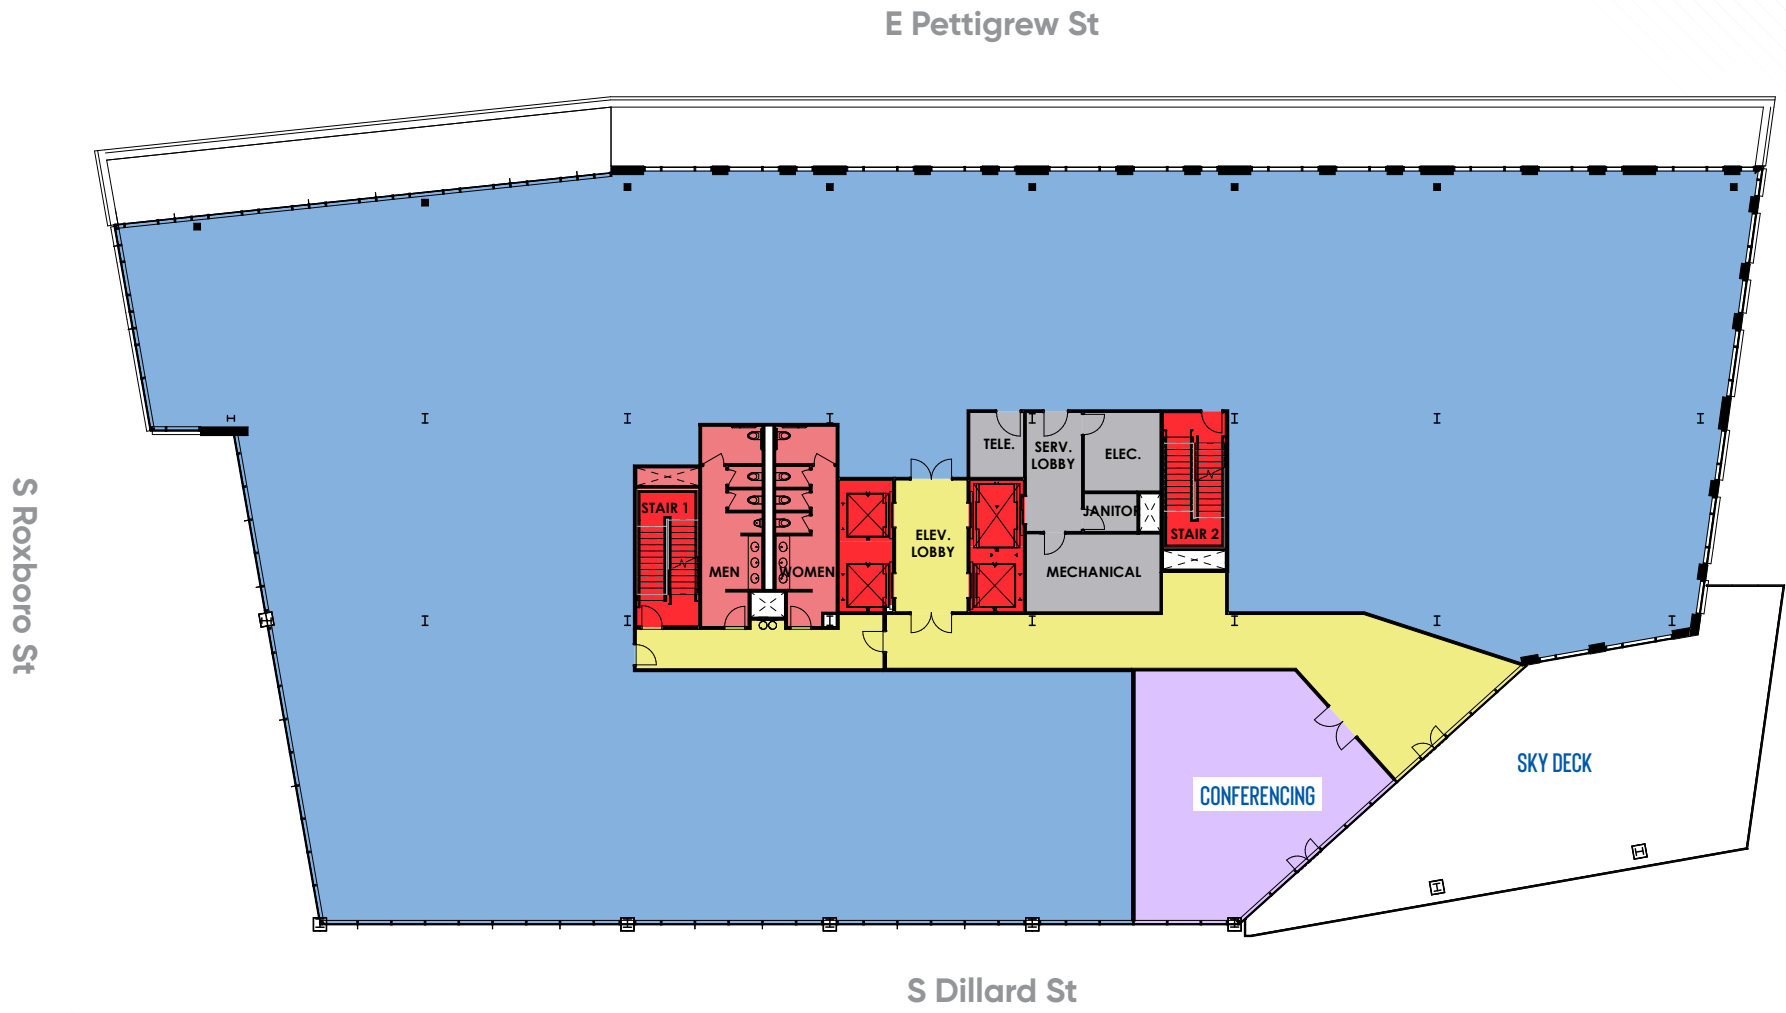 E Pettigrew St
S Roxboro St
TELE.
SERV.
LOBBY
ELEC.
STAIR 1
JANITOR
STAIR 2
ELEV.
LOBBY
MEN
WOMEN
MECHANICAL
SKY DECK
CONFERENCING
S Dillard St